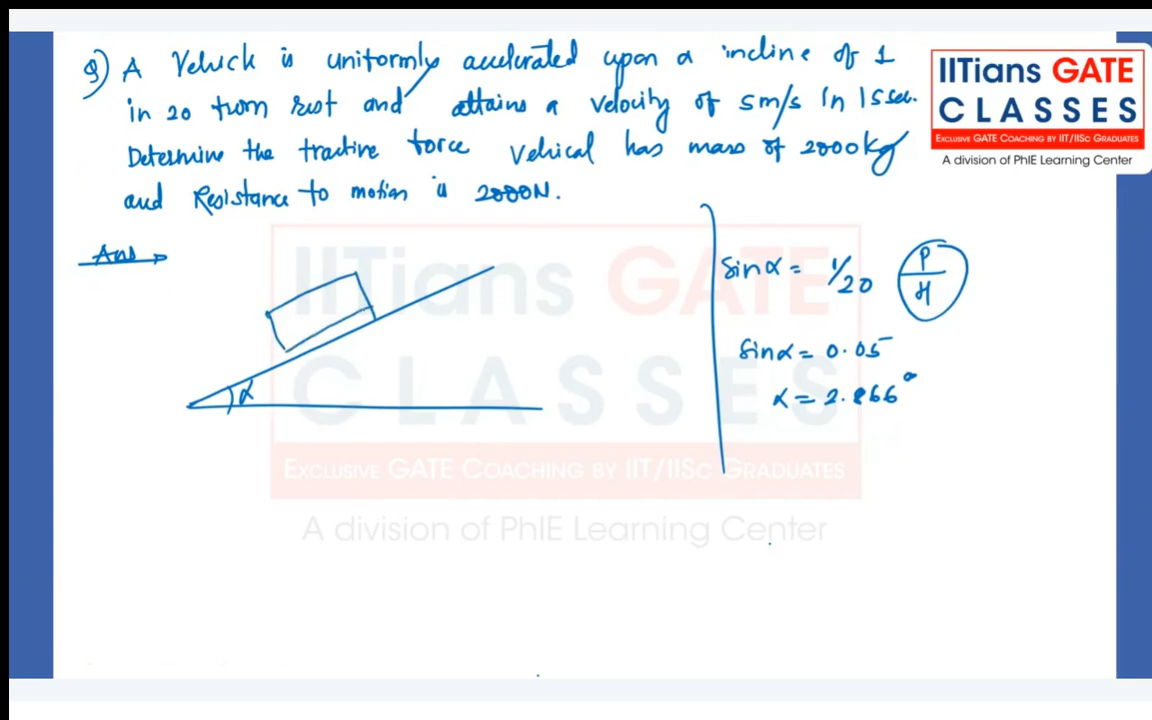 Q) A Vehicle is uniformly accelerated upon a incline of 1
in 20 from rest and attains a velocity of 5m/s in 15 sec.
Determine the tractive force vehical has mass of 2000kg
and Resistance to motion is 2000N.
Ans
α
sinα = 1/20 P/H
sinα = 0.05
α = 2.866°
IITians GATE
CLASSES
EXCLUSIVE GATE COACHING BY IIT/IISc GRADUATES
A division of PhIE Learning Center
IITians GATE
CLASSES
EXCLUSIVE GATE COACHING BY IIT/IISc GRADUATES
A division of PhIE Learning Center